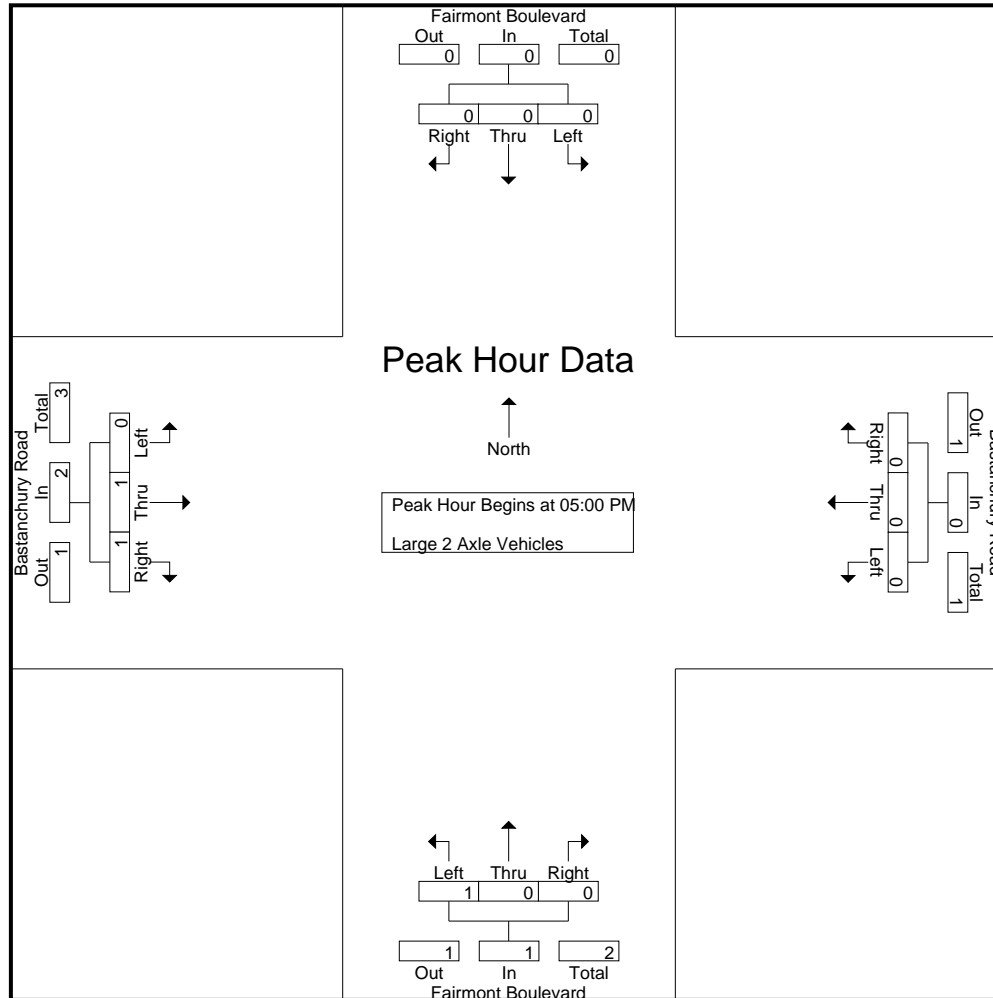 Fairmont Boulevard
Out In Total
0 0 0
0 0 0
Right Thru Left
Peak Hour Data
North
Peak Hour Begins at 05:00 PM
Large 2 Axle Vehicles
Bastanchury Road
Total In Out
3 2 1
0 1 1
Left Thru Right
Right Thru Left
0 0 0
1 0 1
Out In Total
Bastanchury Road
Left Thru Right
1 0 0
1 1 2
Out In Total
Fairmont Boulevard